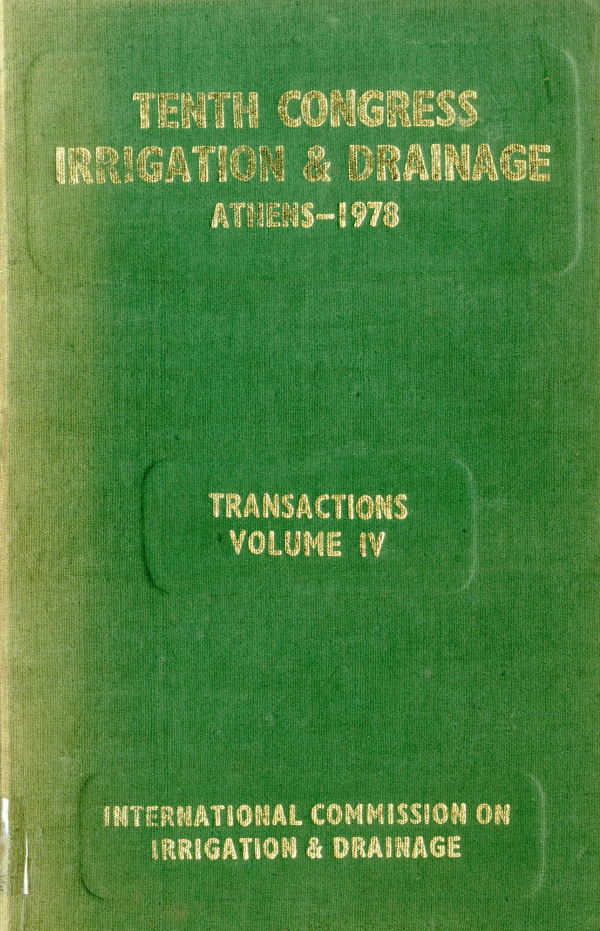 TENTH CONGRESS
IRRIGATION & DRAINAGE
ATHENS-1978
TRANSACTIONS
VOLUME IV
INTERNATIONAL COMMISSION ON
IRRIGATION & DRAINAGE